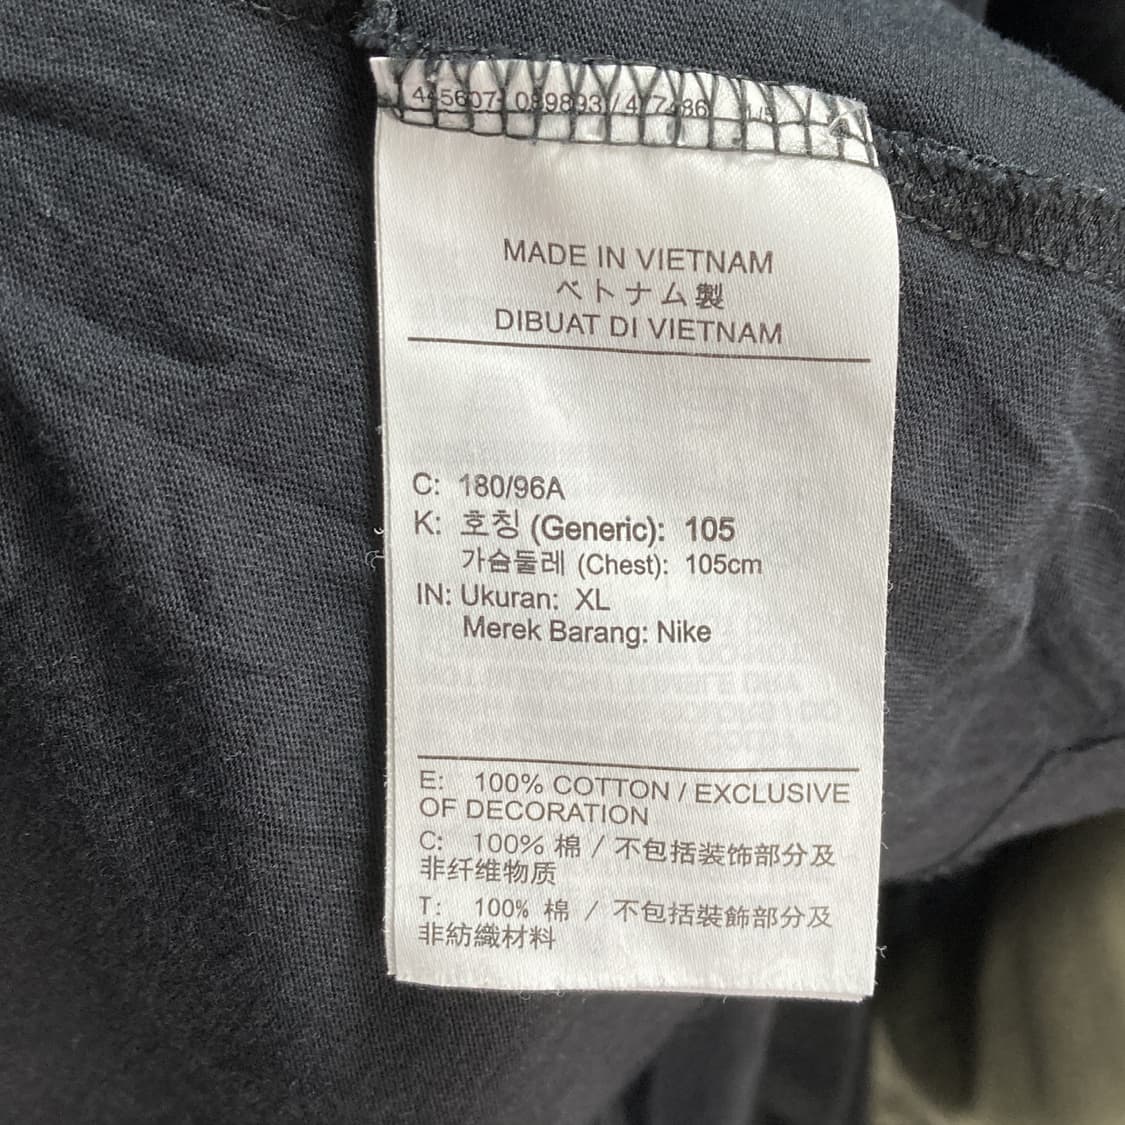 MADE IN VIETNAM
ベトナム製
DIBUAT DI VIETNAM
C: 180/96A
K: 호칭 (Generic): 105
가슴둘레 (Chest): 105cm
IN: Ukuran: XL
Merek Barang: Nike
E: 100% COTTON / EXCLUSIVE
OF DECORATION
C: 100% 棉 / 不包括装饰部分及
非纤维物质
T: 100% 棉 / 不包括裝飾部分及
非紡織材料